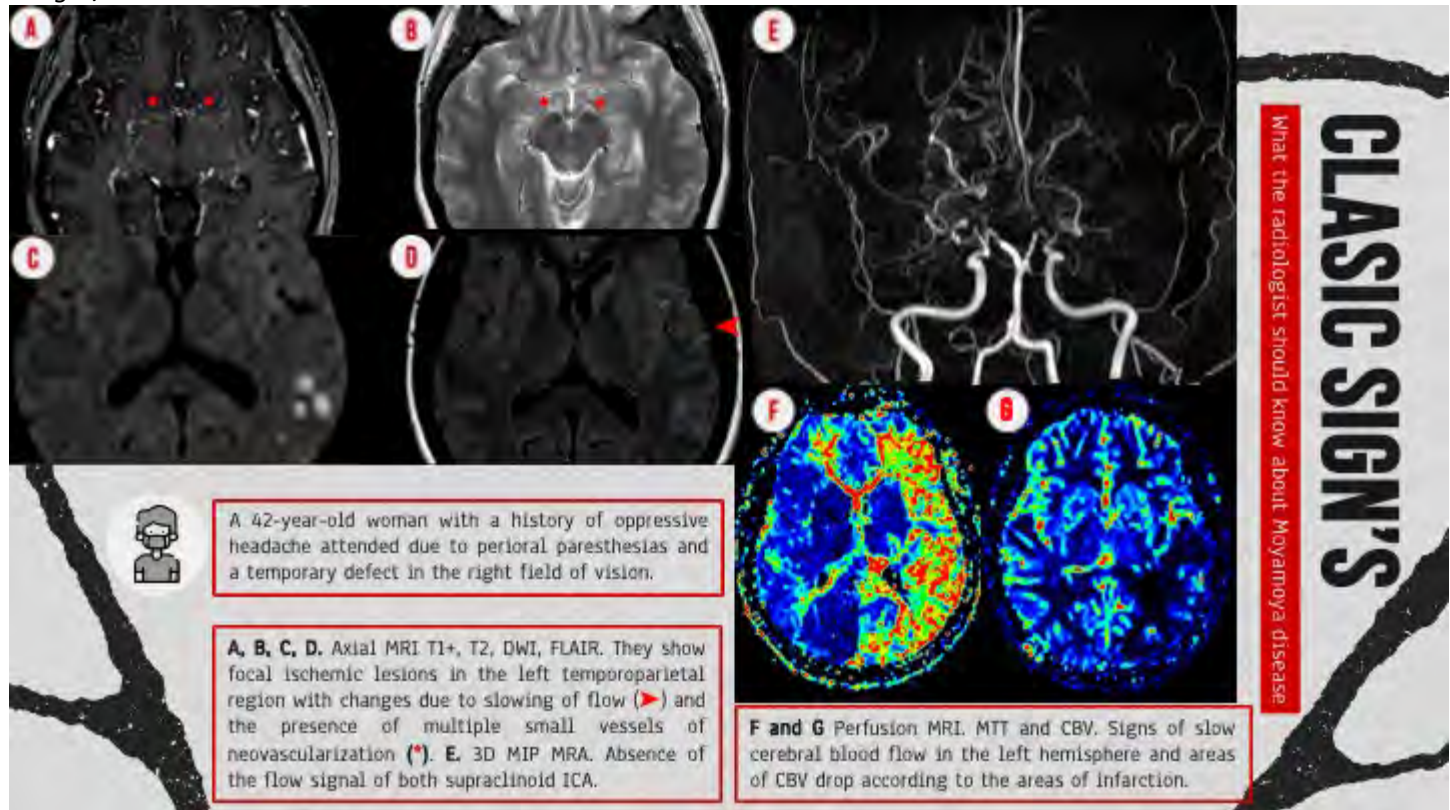 A
B
E
C
D
F
G
CLASIC SIGN'S
What the radiologist should know about Moyamoya disease
A 42-year-old woman with a history of oppressive
headache attended due to perioral paresthesias and
a temporary defect in the right field of vision.
A, B, C, D. Axial MRI T1+, T2, DWI, FLAIR. They show
focal ischemic lesions in the left temporoparietal
region with changes due to slowing of flow (➤) and
the presence of multiple small vessels of
neovascularization (*). E. 3D MIP MRA. Absence of
the flow signal of both supraclinoid ICA.
F and G Perfusion MRI. MTT and CBV. Signs of slow
cerebral blood flow in the left hemisphere and areas
of CBV drop according to the areas of infarction.